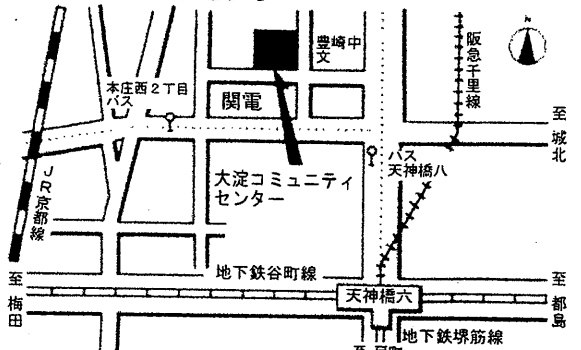 豊崎中
文
阪急千里線
本庄西2丁目
バス
関電
至 城北
バス
天神橋八
大淀コミュニティ
センター
JR京都線
地下鉄谷町線
至 梅田
天神橋六
至 都島
地下鉄堺筋線